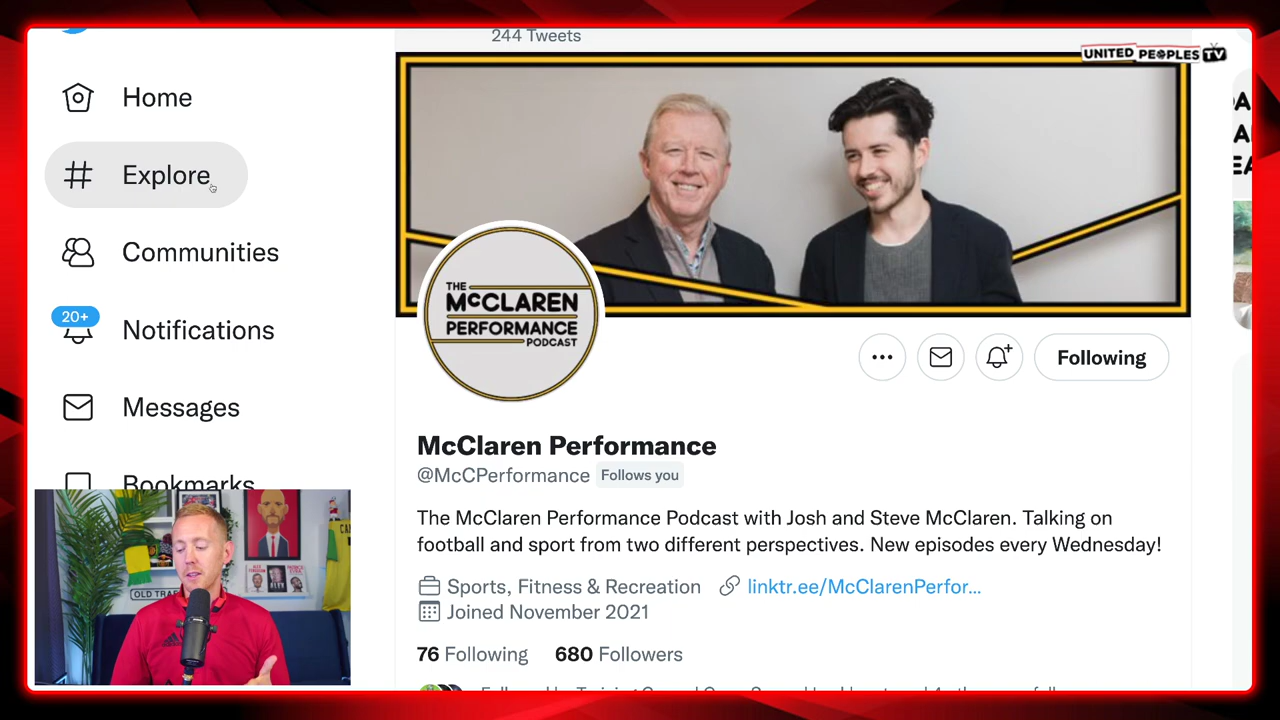 244 Tweets
UNITED PEOPLES TV
Home
Explore
Communities
20+
Notifications
Messages
Bookmarks
THE
McCLAREN
PERFORMANCE
PODCAST
Following
McClaren Performance
@McCPerformance Follows you
The McClaren Performance Podcast with Josh and Steve McClaren. Talking on
football and sport from two different perspectives. New episodes every Wednesday!
Sports, Fitness & Recreation linktr.ee/McClarenPerfor...
Joined November 2021
76 Following 680 Followers
OLD TRAF